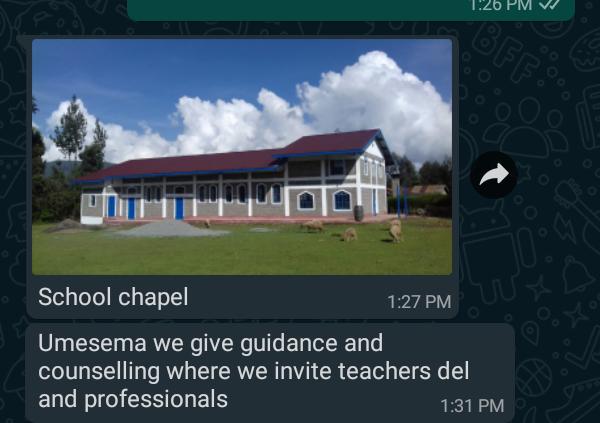 1:26 PM
School chapel
1:27 PM
Umesema we give guidance and
counselling where we invite teachers del
and professionals
1:31 PM